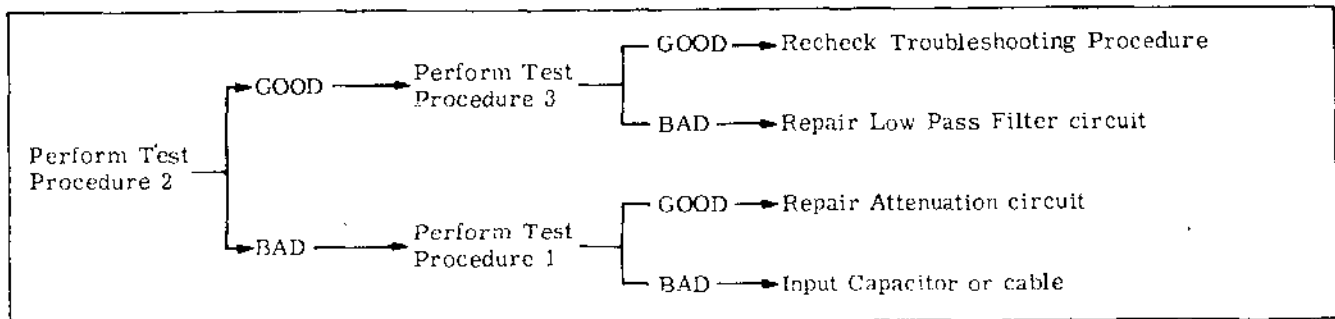 GOOD Recheck Troubleshooting Procedure
GOOD Perform Test
Procedure 3
BAD Repair Low Pass Filter circuit
Perform Test
Procedure 2
GOOD Repair Attenuation circuit
BAD Perform Test
Procedure 1
BAD Input Capacitor or cable